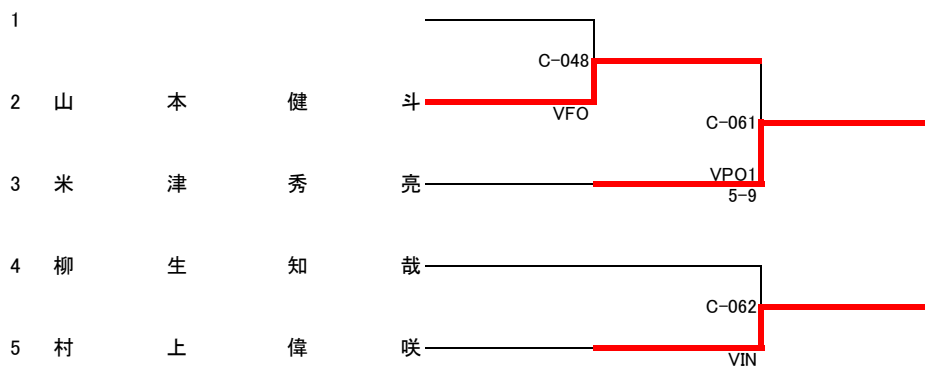 1
C-048
2 山本健斗
VFO
C-061
3 米津秀亮
VPO1
5-9
4 柳生知哉
C-062
5 村上偉咲
VIN